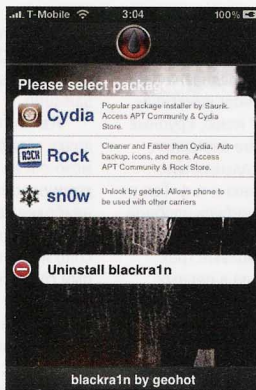 T-Mobile 3:04 100%
Please select package
Cydia
Popular package installer by Saurik.
Access APT Community & Cydia
Store.
ROCK
Rock
Cleaner and Faster then Cydia. Auto
backup, icons, and more. Access
APT Community & Rock Store.
sn0w
Unlock by geohot. Allows phone to
be used with other carriers
Uninstall blackra1n
blackra1n by geohot